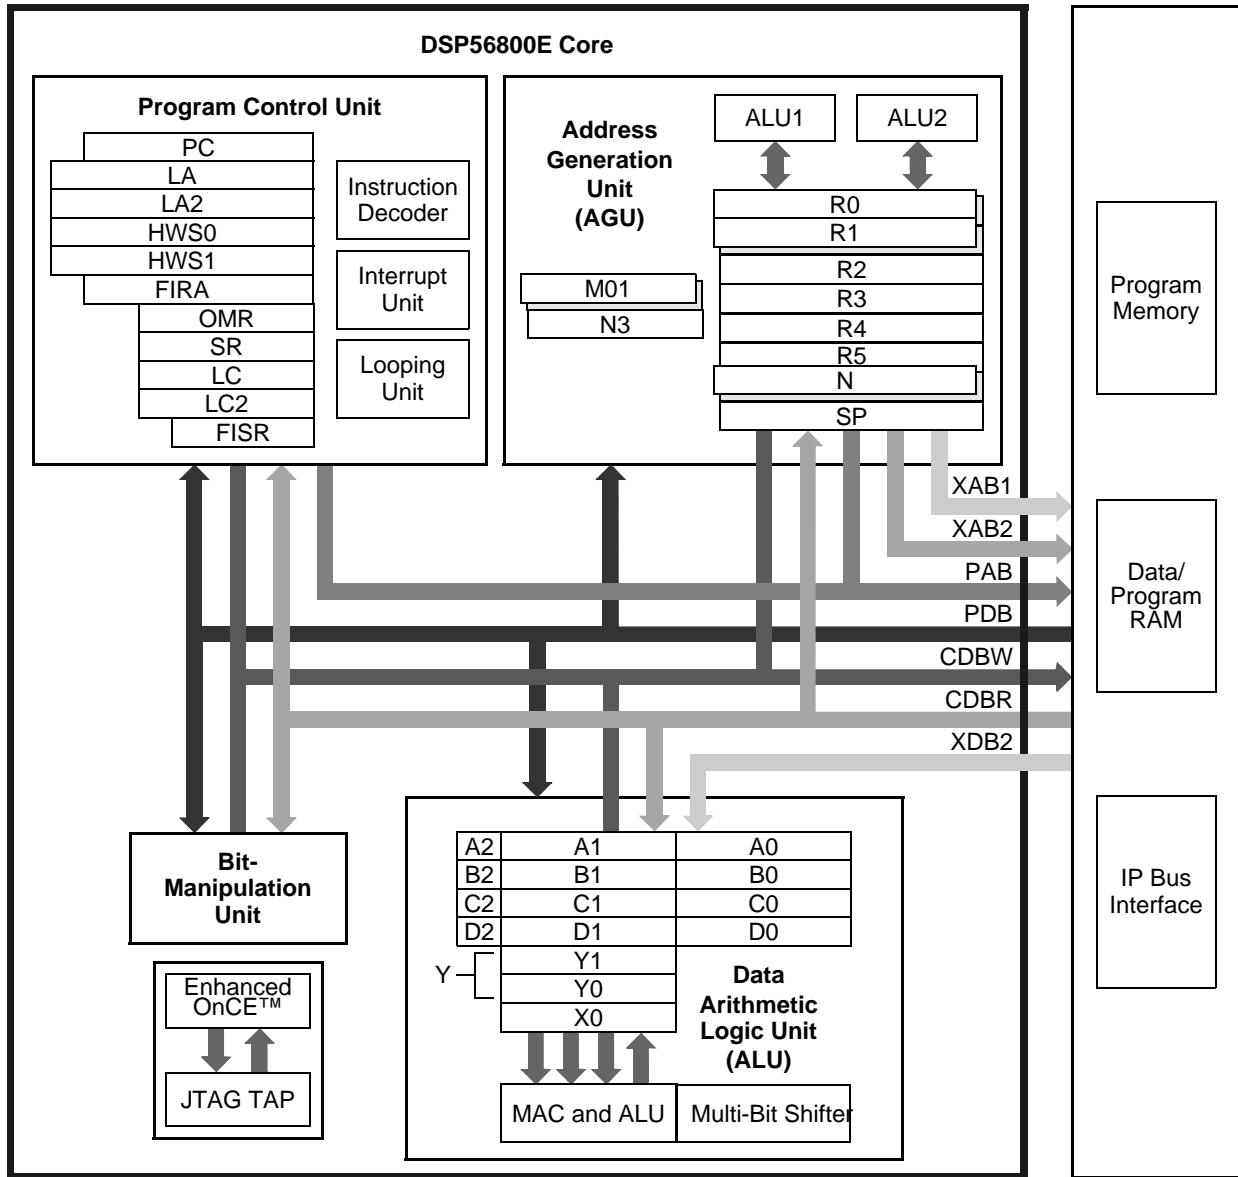 DSP56800E Core
Program Control Unit
PC
LA
LA2
HWS0
HWS1
FIRA
OMR
SR
LC
LC2
FISR
Instruction
Decoder
Interrupt
Unit
Looping
Unit
Address
Generation
Unit
(AGU)
ALU1
ALU2
R0
R1
R2
R3
R4
R5
N
SP
M01
N3
XAB1
XAB2
PAB
PDB
CDBW
CDBR
XDB2
Program
Memory
Data/
Program
RAM
IP Bus
Interface
Bit-
Manipulation
Unit
Enhanced
OnCE™
JTAG TAP
A2 A1 A0
B2 B1 B0
C2 C1 C0
D2 D1 D0
Y
Y1
Y0
X0
Data
Arithmetic
Logic Unit
(ALU)
MAC and ALU
Multi-Bit Shifter